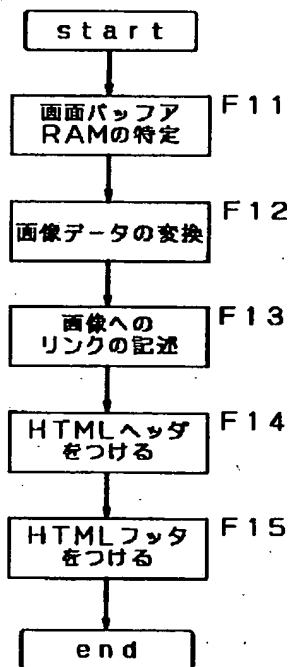 start
画面バッファ F11
RAMの特定
画像データの変換 F12
画像への F13
リンクの記述
HTMLヘッダ F14
をつける
HTMLフッタ F15
をつける
end